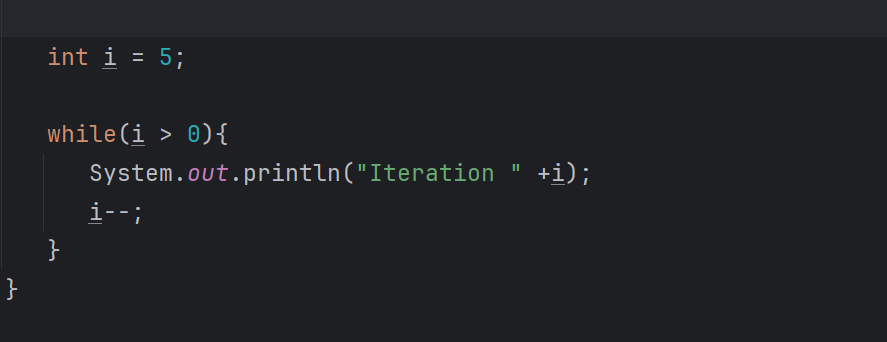 int i = 5;
while(i > 0){
System.out.println("Iteration " +i);
i--;
}
}